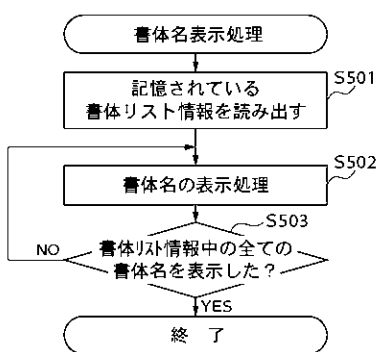 書体名表示処理
S501
記憶されている
書体リスト情報を読み出す
S502
書体名の表示処理
S503
書体リスト情報中の全ての
書体名を表示した？
NO
YES
終 了